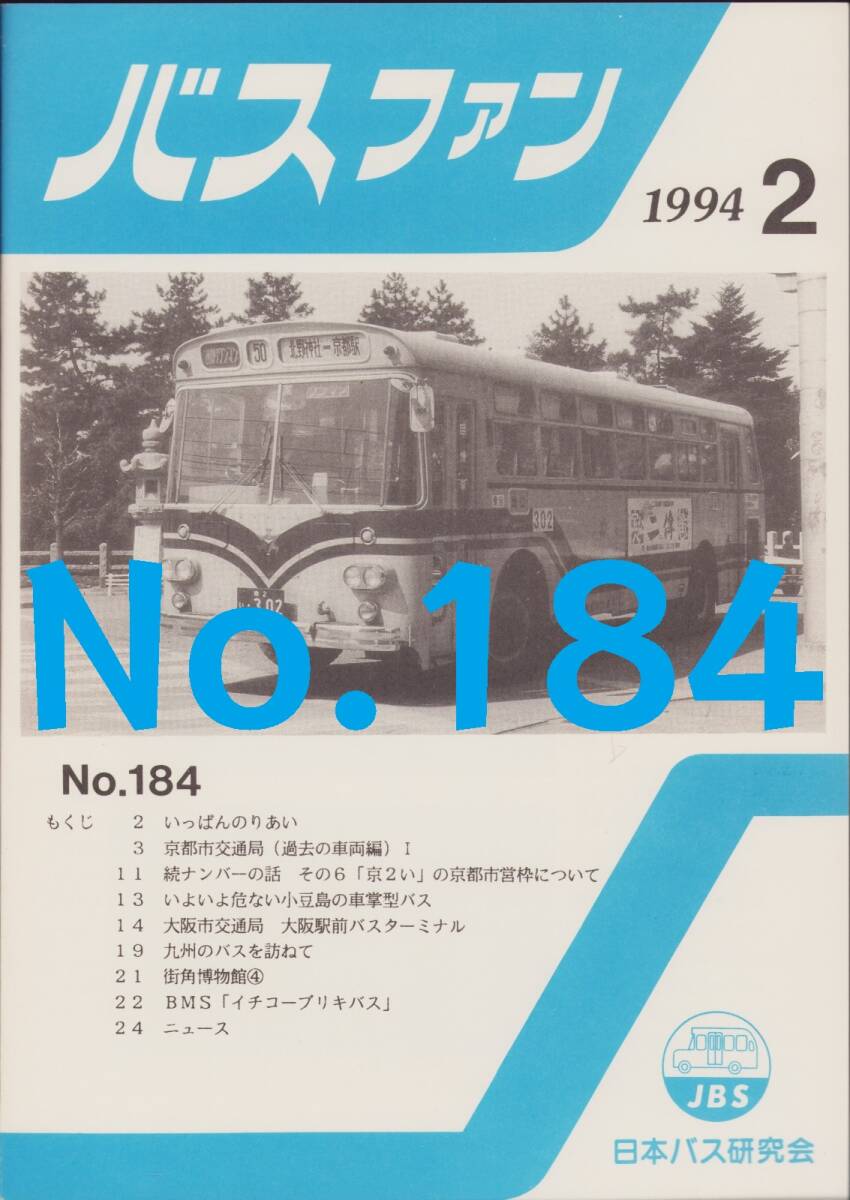 バスファン
1994 2
50
北野神社ー京都駅
302
302
No.184
No.184
もくじ 2 いっぱんのりあい
3 京都市交通局(過去の車両編)I
11 続ナンバーの話 その6「京2い」の京都市営枠について
13 いよいよ危ない小豆島の車掌型バス
14 大阪市交通局 大阪駅前バスターミナル
19 九州のバスを訪ねて
21 街角博物館④
22 BMS「イチコーブリキバス」
24 ニュース
JBS
日本バス研究会